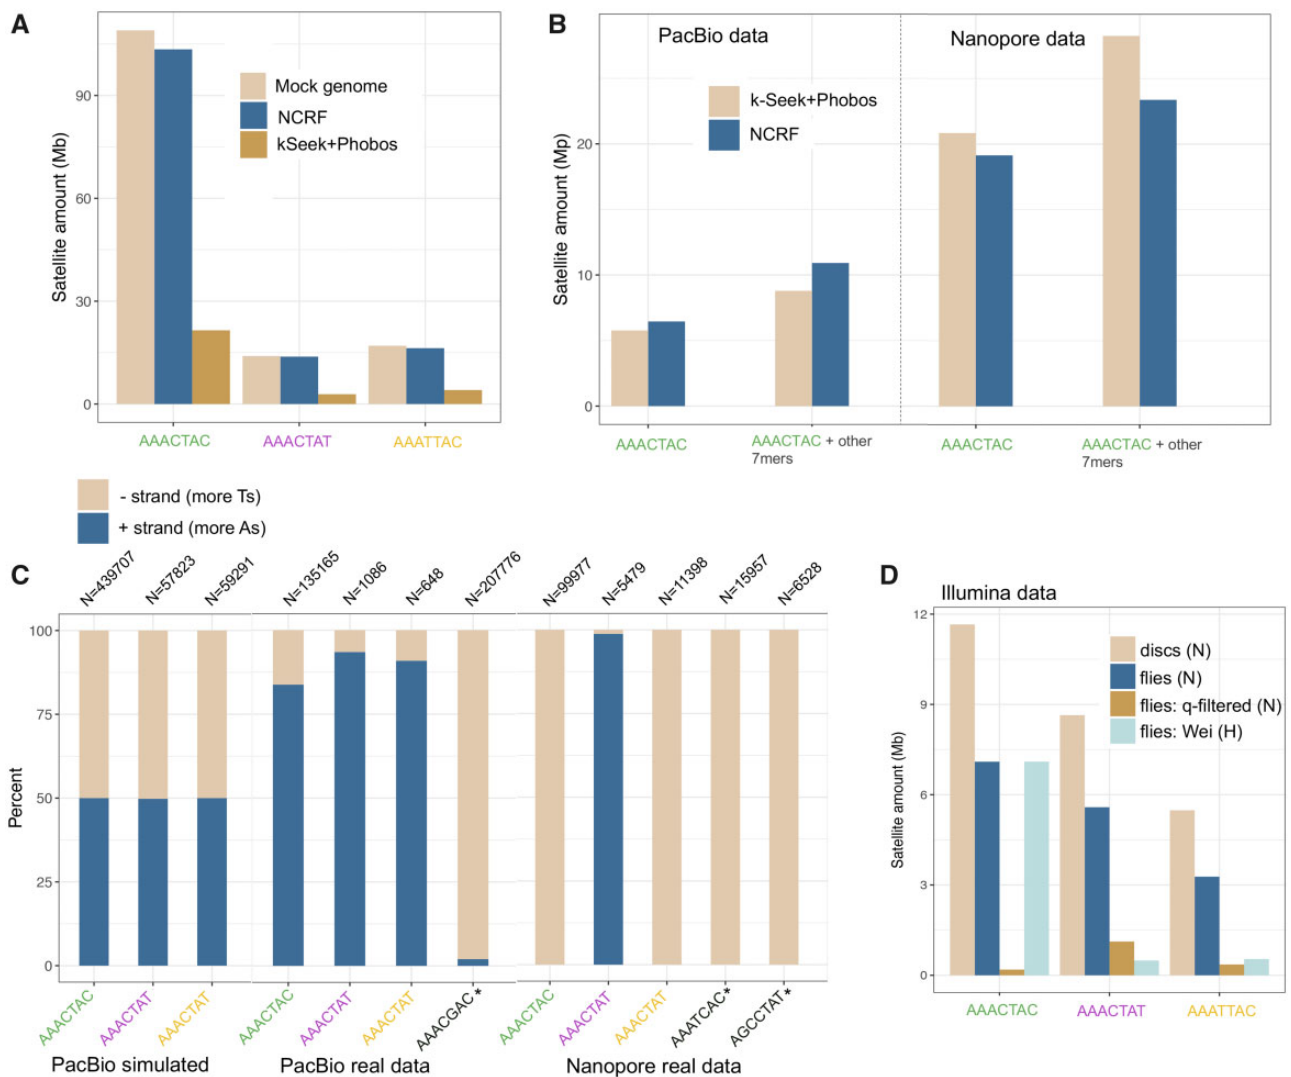 A
Mock genome
NCRF
kSeek+Phobos
Satellite amount (Mb)
90
60
30
0
AAACTAC
AAACTAT
AAATTAC
B
PacBio data
Nanopore data
k-Seek+Phobos
NCRF
Satellite amount (Mp)
20
10
0
AAACTAC
AAACTAC + other
7mers
AAACTAC
AAACTAC + other
7mers
- strand (more Ts)
+ strand (more As)
C
N=439707
N=57823
N=59291
N=135165
N=1086
N=648
N=207776
N=99977
N=5479
N=11398
N=15957
N=6528
Percent
100
75
50
25
0
AAACTAC
AAACTAT
AAACTAT
AAACTAC
AAACTAT
AAACTAT
AAACGAC*
AAACTAC
AAACTAT
AAACTAT
AATCAC*
AGCCTAT*
PacBio simulated
PacBio real data
Nanopore real data
D
Illumina data
discs (N)
flies (N)
flies: q-filtered (N)
flies: Wei (H)
Satellite amount (Mb)
12
9
6
3
0
AAACTAC
AAACTAT
AAATTAC